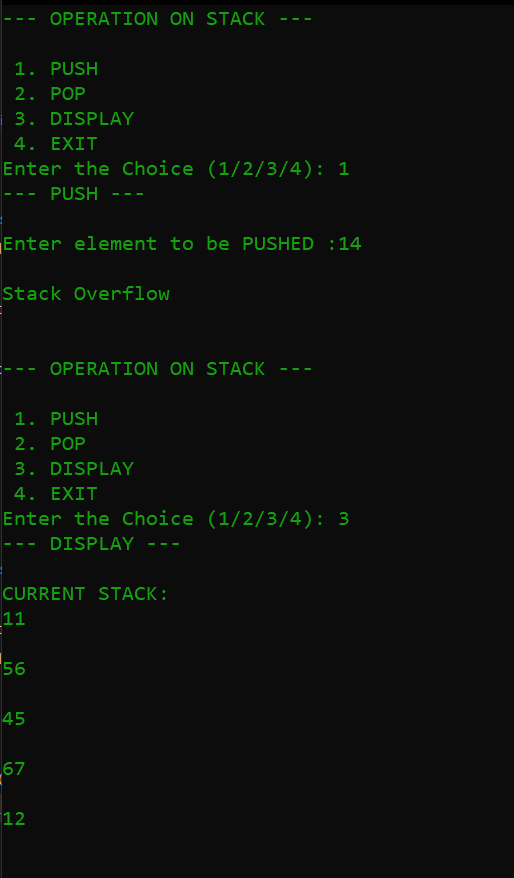 --- OPERATION ON STACK ---
1. PUSH
2. POP
3. DISPLAY
4. EXIT
Enter the Choice (1/2/3/4): 1
--- PUSH ---
Enter element to be PUSHED :14
Stack Overflow
--- OPERATION ON STACK ---
1. PUSH
2. POP
3. DISPLAY
4. EXIT
Enter the Choice (1/2/3/4): 3
--- DISPLAY ---
CURRENT STACK:
11
56
45
67
12